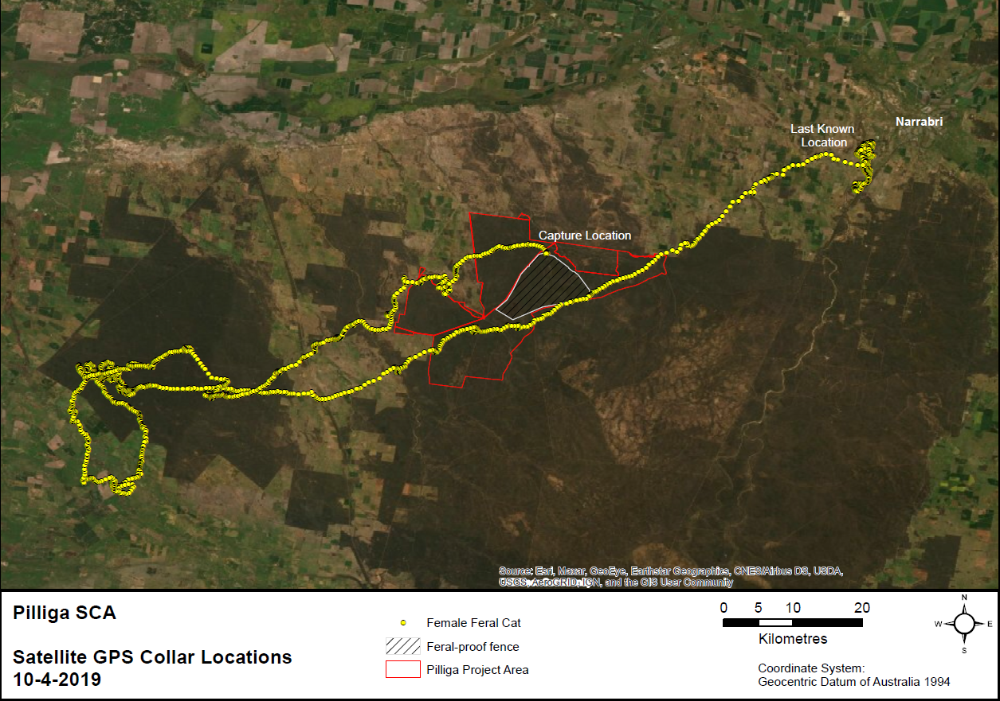 Narrabri
Last Known
Location
Capture Location
Source: Esri, Maxar, GeoEye, Earthstar Geographics, CNES/Airbus DS, USDA,
USGS, AeroGRID, IGN, and the GIS User Community
Pilliga SCA
Satellite GPS Collar Locations
10-4-2019
Female Feral Cat
Feral-proof fence
Pilliga Project Area
0 5 10 20
Kilometres
N
W E
S
Coordinate System:
Geocentric Datum of Australia 1994